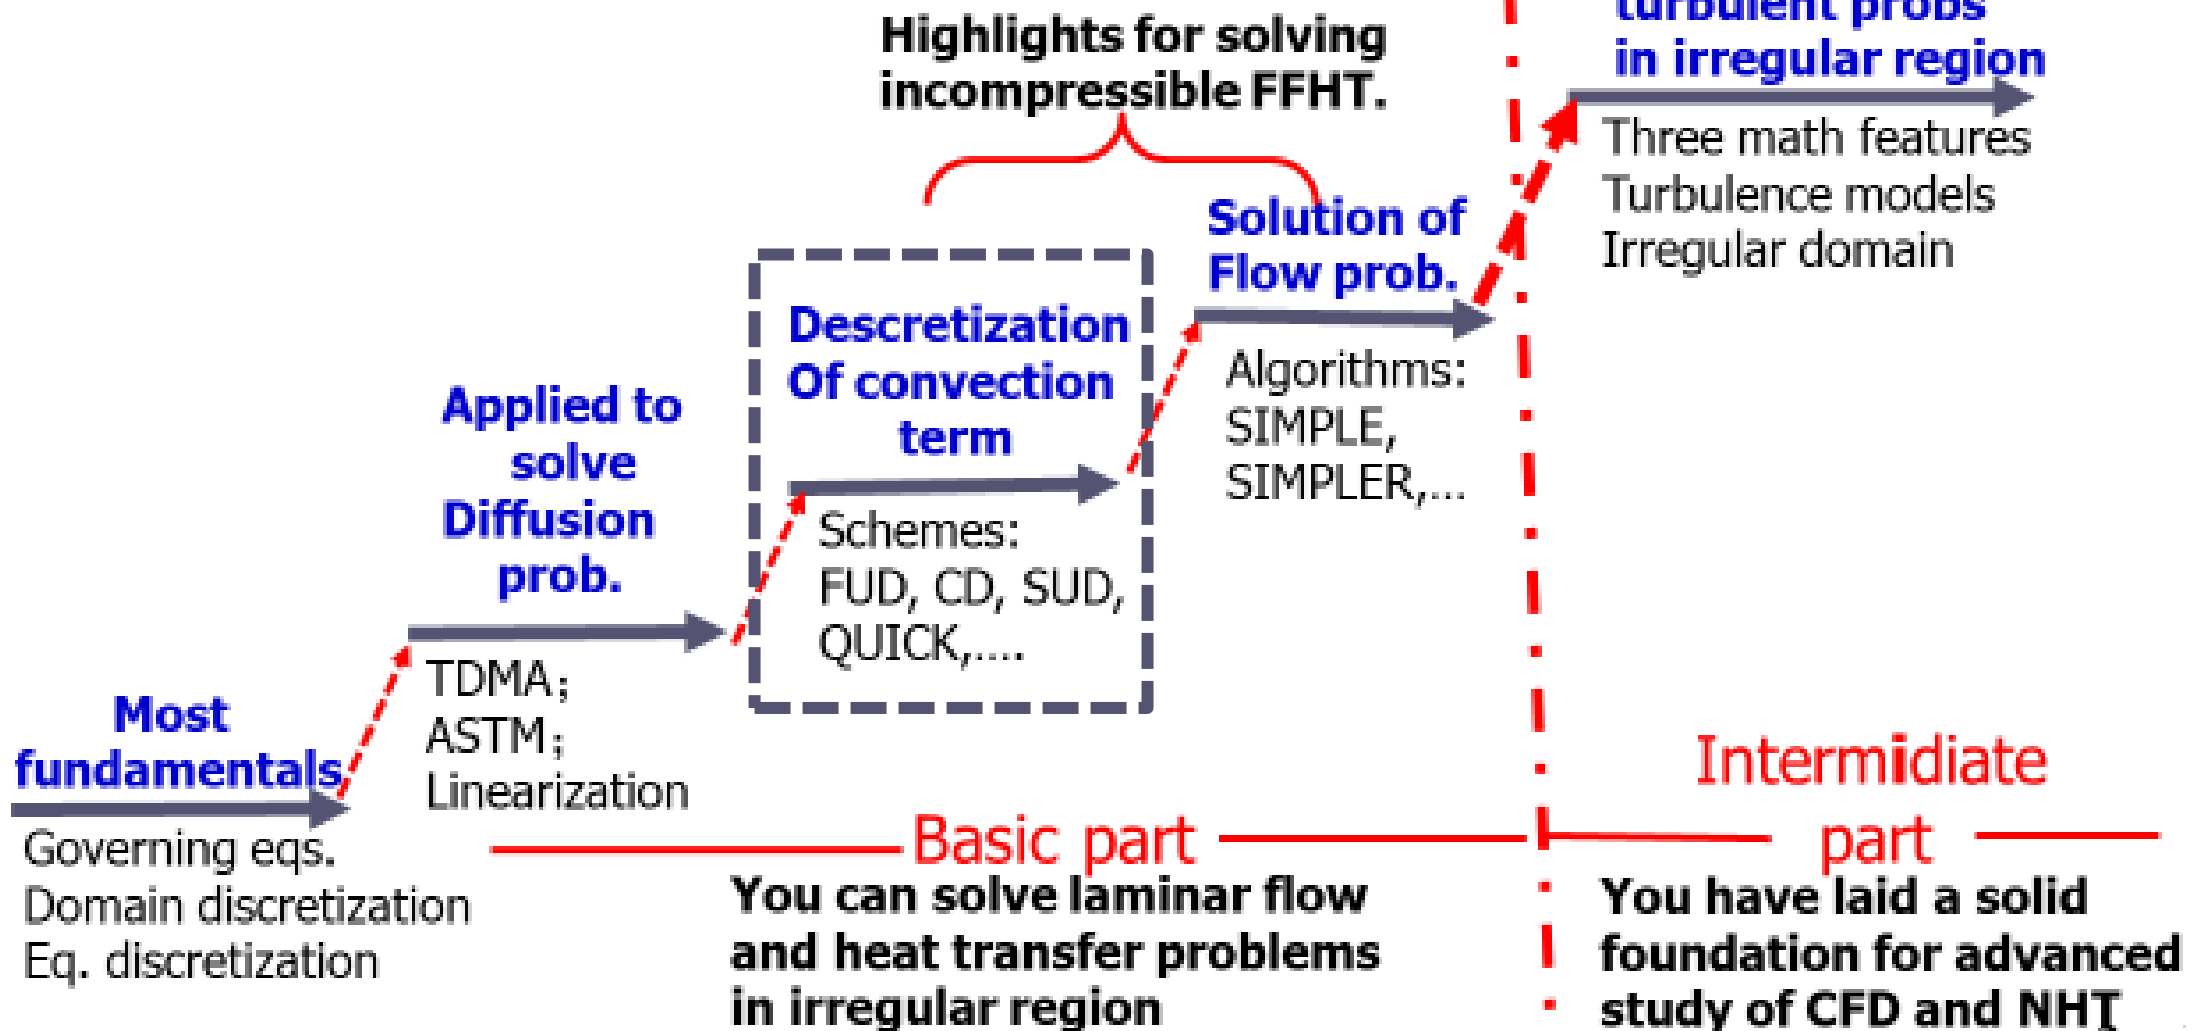 Highlights for solving
incompressible FFHT.
turbulent probs
in irregular region
Three math features
Turbulence models
Irregular domain
Solution of
Flow prob.
Algorithms:
SIMPLE,
SIMPLER,...
Descretization
Of convection
term
Schemes:
FUD, CD, SUD,
QUICK,....
Applied to
solve
Diffusion
prob.
TDMA;
ASTM;
Linearization
Most
fundamentals
Governing eqs.
Domain discretization
Eq. discretization
Basic part
You can solve laminar flow
and heat transfer problems
in irregular region
Intermidiate
part
You have laid a solid
foundation for advanced
study of CFD and NHT